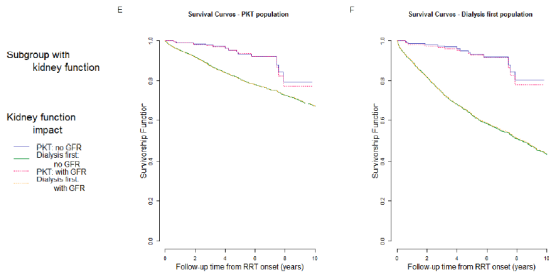 E
Survival Curves - PKT population
F
Survival Curves - Dialysis first population
Subgroup with
kidney function
Kidney function
impact
PKT: no GFR
Dialysis first:
no GFR
PKT: with GFR
Dialysis first:
with GFR
Survivorship Function
1.0
0.8
0.6
0.4
0.2
0.0
0
2
4
6
8
10
Follow-up time from RRT onset (years)
Survivorship Function
1.0
0.8
0.6
0.4
0.2
0.0
0
2
4
6
8
10
Follow-up time from RRT onset (years)